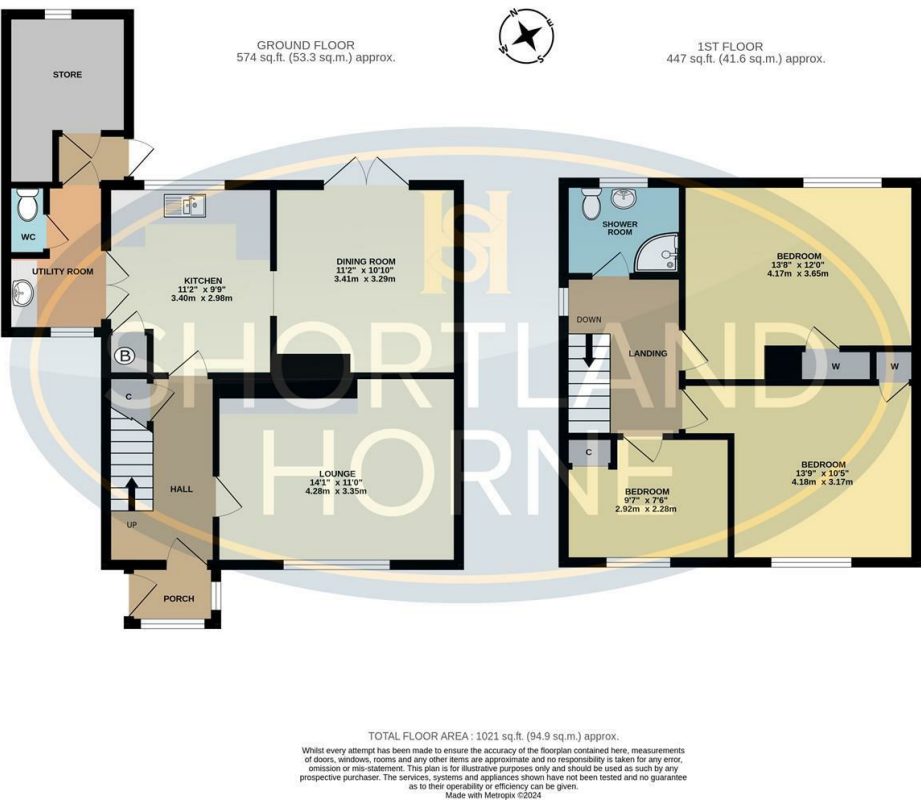 GROUND FLOOR
574 sq.ft. (53.3 sq.m.) approx.
N
E
S
W
1ST FLOOR
447 sq.ft. (41.6 sq.m.) approx.
STORE
WC
UTILITY ROOM
KITCHEN
11'2" x 9'9"
3.40m x 2.98m
DINING ROOM
11'2" x 10'10"
3.41m x 3.29m
B
C
HALL
UP
LOUNGE
14'1" x 11'0"
4.28m x 3.35m
PORCH
SHOWER
ROOM
BEDROOM
13'8" x 12'0"
4.17m x 3.65m
DOWN
LANDING
W
W
C
BEDROOM
9'7" x 7'6"
2.92m x 2.28m
BEDROOM
13'9" x 10'5"
4.18m x 3.17m
SH
SHORTLAND
HORNE
TOTAL FLOOR AREA : 1021 sq.ft. (94.9 sq.m.) approx.
Whilst every attempt has been made to ensure the accuracy of the floorplan contained here, measurements
of doors, windows, rooms and any other items are approximate and no responsibility is taken for any error,
omission or mis-statement. This plan is for illustrative purposes only and should be used as such by any
prospective purchaser. The services, systems and appliances shown have not been tested and no guarantee
as to their operability or efficiency can be given.
Made with Metropix ©2024